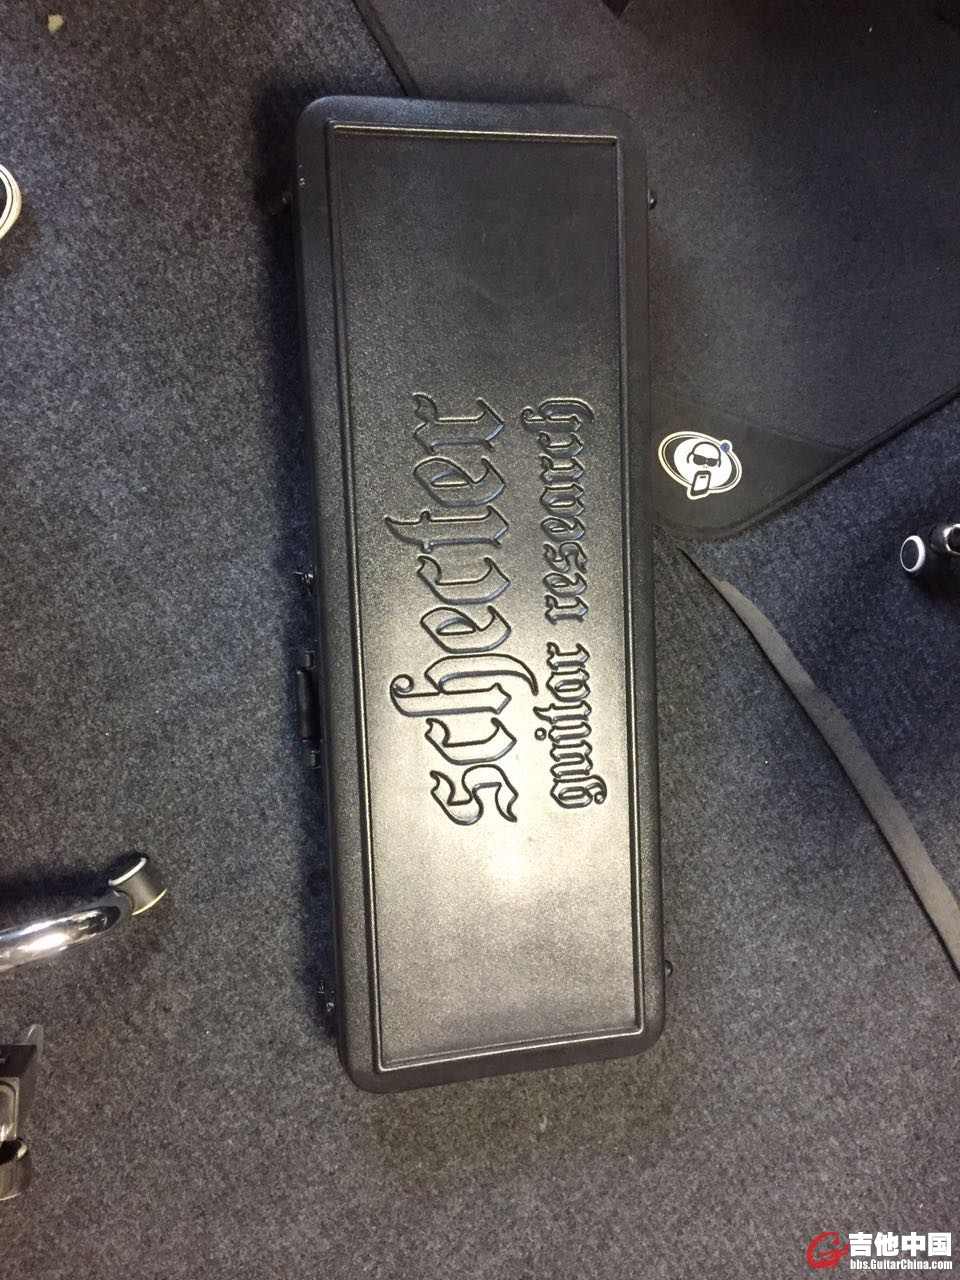 schecter
guitar research
吉他中国
bbs.GuitarChina.com